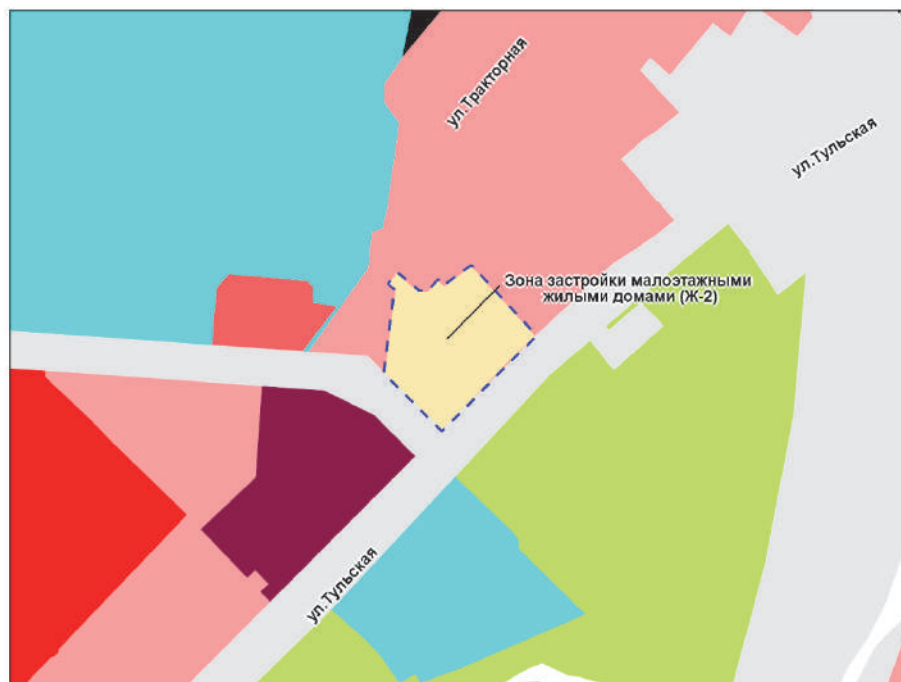 ул.Тракторная
ул.Тульская
Зона застройки малоэтажными
жилыми домами (Ж-2)
ул.Тульская